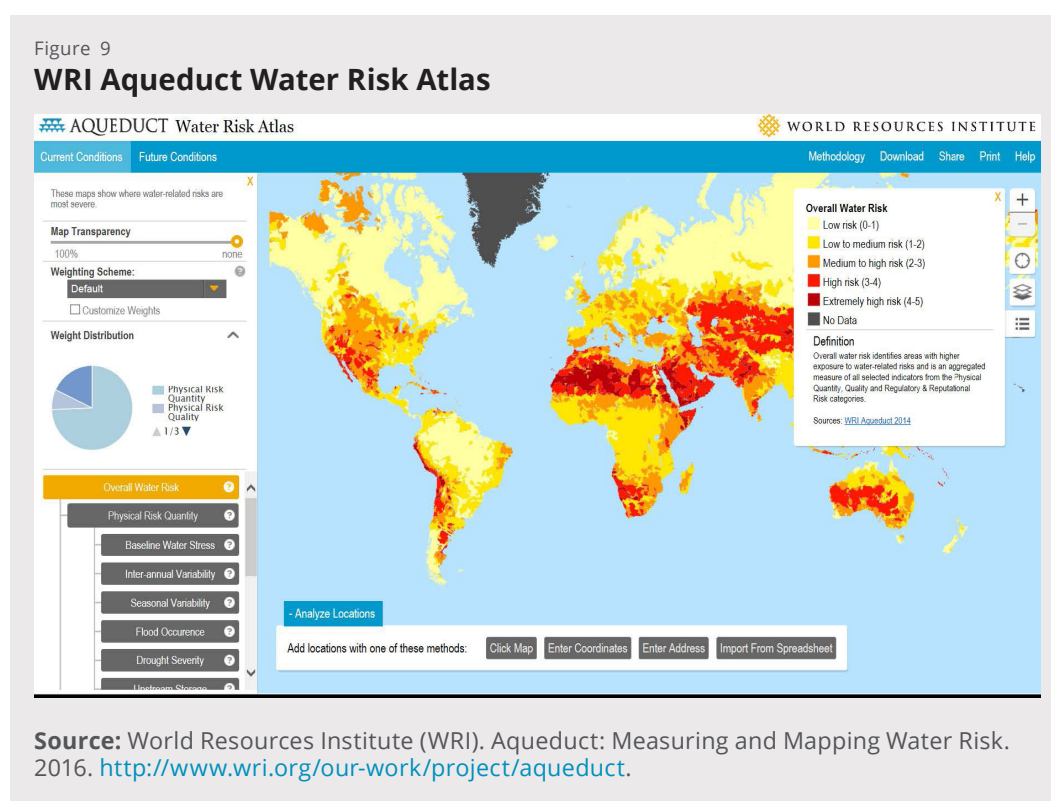 Figure 9
WRI Aqueduct Water Risk Atlas
AQUEDUCT Water Risk Atlas
WORLD RESOURCES INSTITUTE
Current Conditions Future Conditions
Methodology Download Share Print Help
X
These maps show where water-related risks are
most severe.
Map Transparency
100% none
Weighting Scheme: ?
Default
Customize Weights
Weight Distribution
Physical Risk
Quantity
Physical Risk
Quality
1/3
Overall Water Risk ?
Physical Risk Quantity ?
Baseline Water Stress ?
Inter-annual Variability ?
Seasonal Variability ?
Flood Occurence ?
Drought Severity ?
Upstream Storage ?
X
Overall Water Risk
Low risk (0-1)
Low to medium risk (1-2)
Medium to high risk (2-3)
High risk (3-4)
Extremely high risk (4-5)
No Data
Definition
Overall water risk identifies areas with higher
exposure to water-related risks and is an aggregated
measure of all selected indicators from the Physical
Quantity, Quality and Regulatory & Reputational
Risk categories.
Sources: WRI Aqueduct 2014
+
−
- Analyze Locations
Add locations with one of these methods: Click Map Enter Coordinates Enter Address Import From Spreadsheet
Source: World Resources Institute (WRI). Aqueduct: Measuring and Mapping Water Risk.
2016. http://www.wri.org/our-work/project/aqueduct.